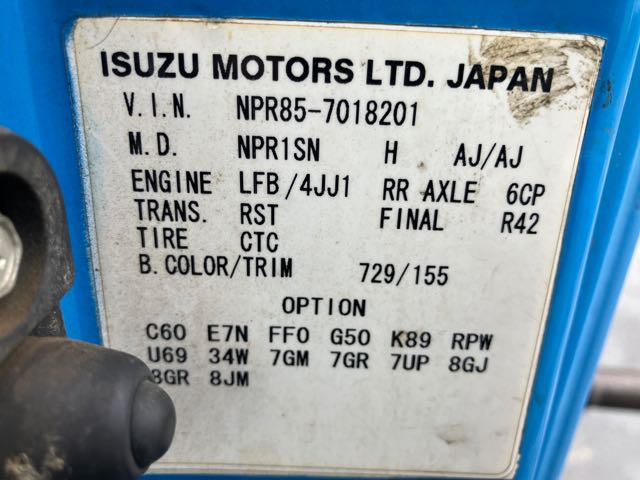 ISUZU MOTORS LTD. JAPAN
V.I.N. NPR85-7018201
M.D. NPR1SN H AJ/AJ
ENGINE LFB/4JJ1 RR AXLE 6CP
TRANS. RST FINAL R42
TIRE CTC
B.COLOR/TRIM 729/155
OPTION
C60 E7N FF0 G50 K89 RPW
U69 34W 7GM 7GR 7UP 8GJ
8GR 8JM